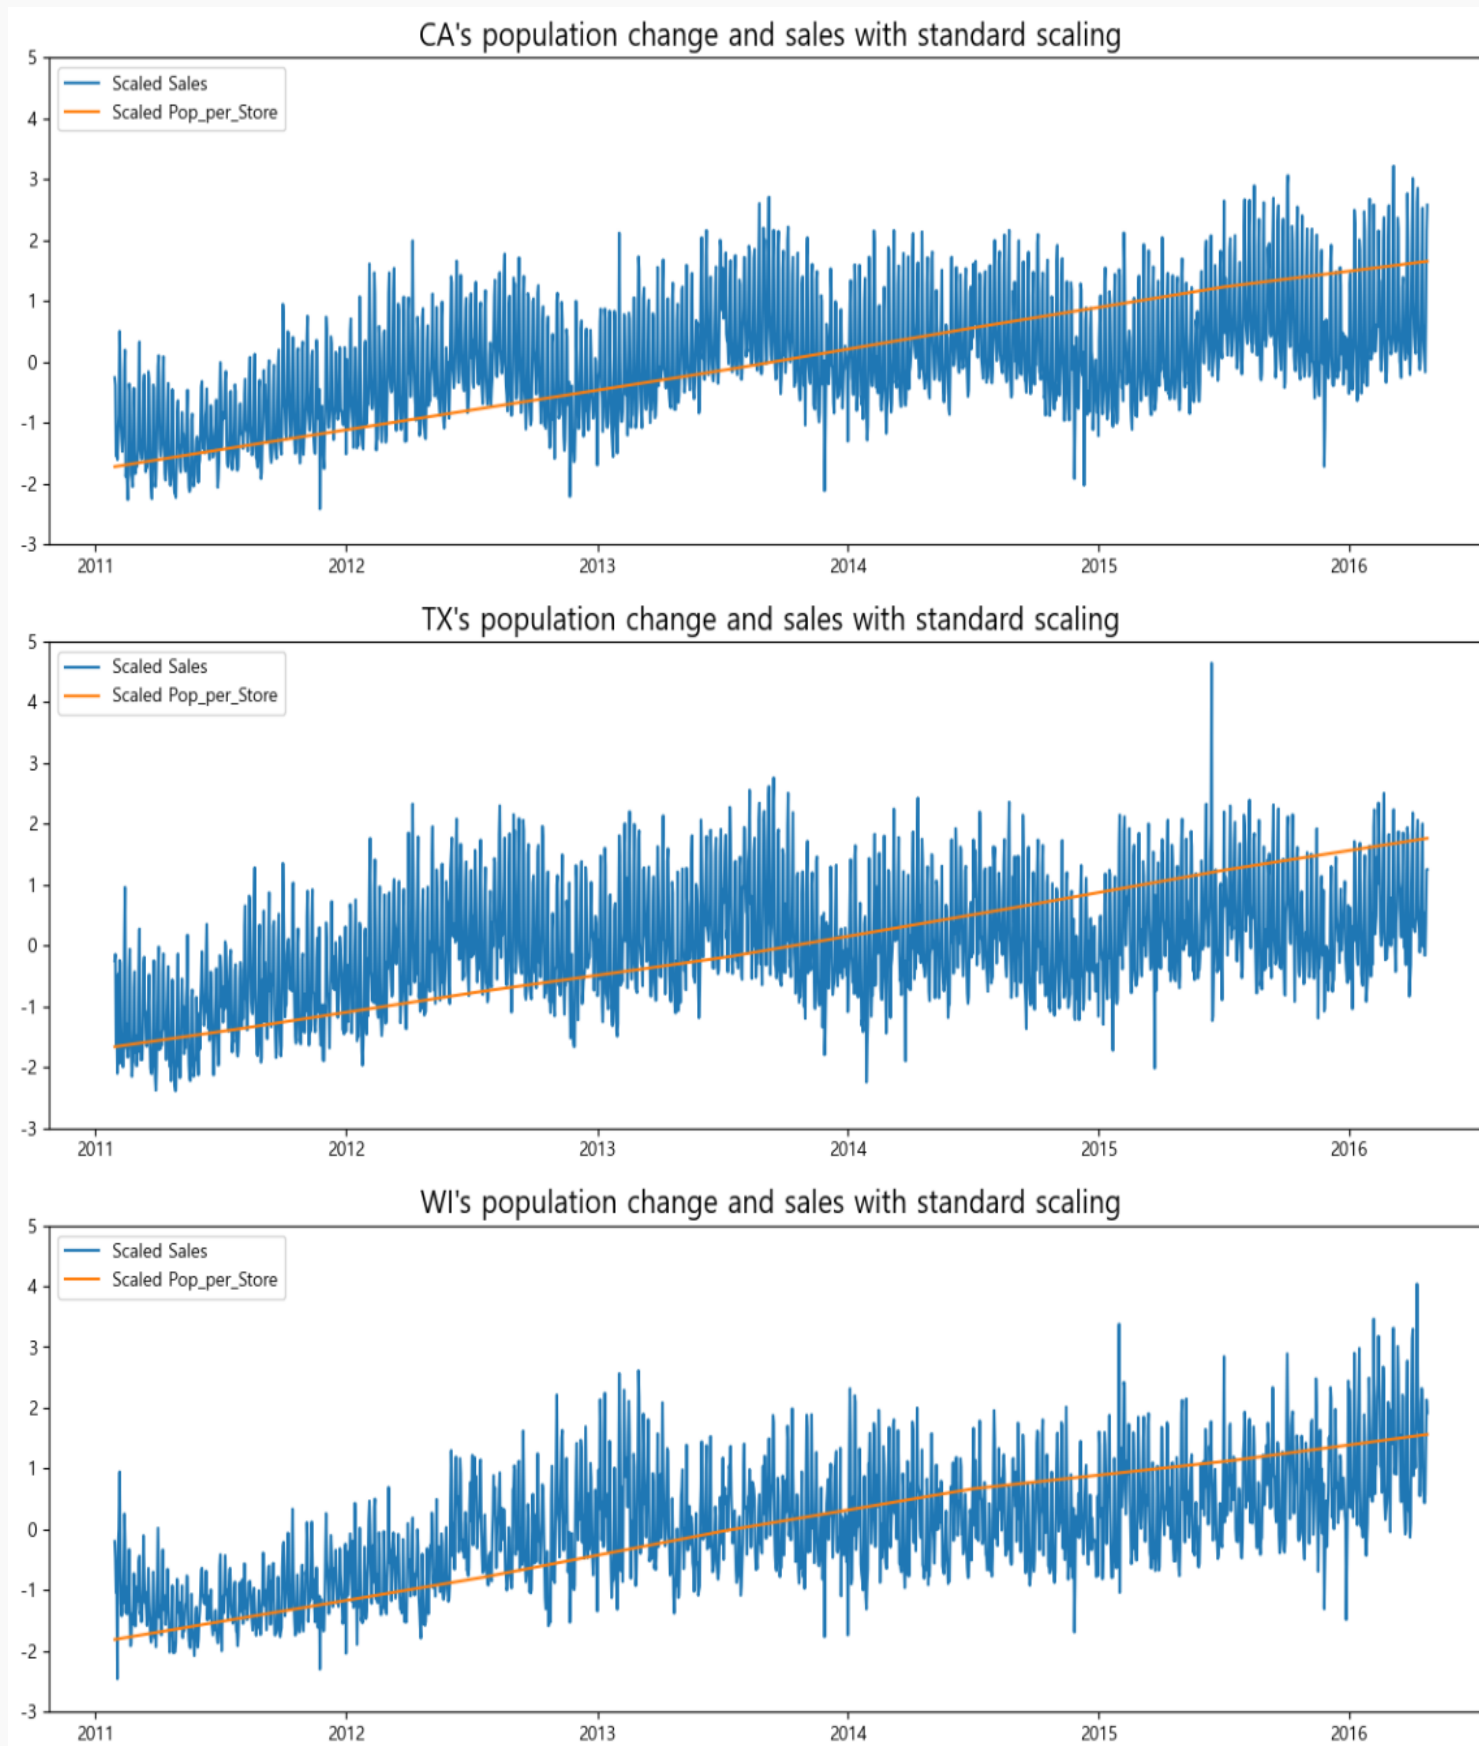 CA's population change and sales with standard scaling
5
Scaled Sales
Scaled Pop_per_Store
4
3
2
1
0
-1
-2
-3
2011 2012 2013 2014 2015 2016
TX's population change and sales with standard scaling
5
Scaled Sales
Scaled Pop_per_Store
4
3
2
1
0
-1
-2
-3
2011 2012 2013 2014 2015 2016
WI's population change and sales with standard scaling
5
Scaled Sales
Scaled Pop_per_Store
4
3
2
1
0
-1
-2
-3
2011 2012 2013 2014 2015 2016